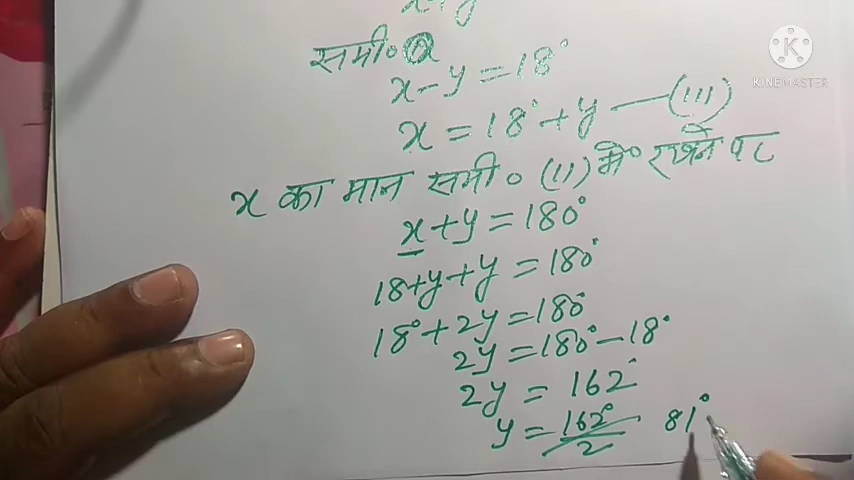 x+y
समी०
x-y=18°
x=18°+y—(III)
x का मान समी० (II) में रखने पर
x+y=180°
18+y+y=180°
18°+2y=180°
2y=180°-18°
2y=162°
y=162°/2 81°
KINEMASTER